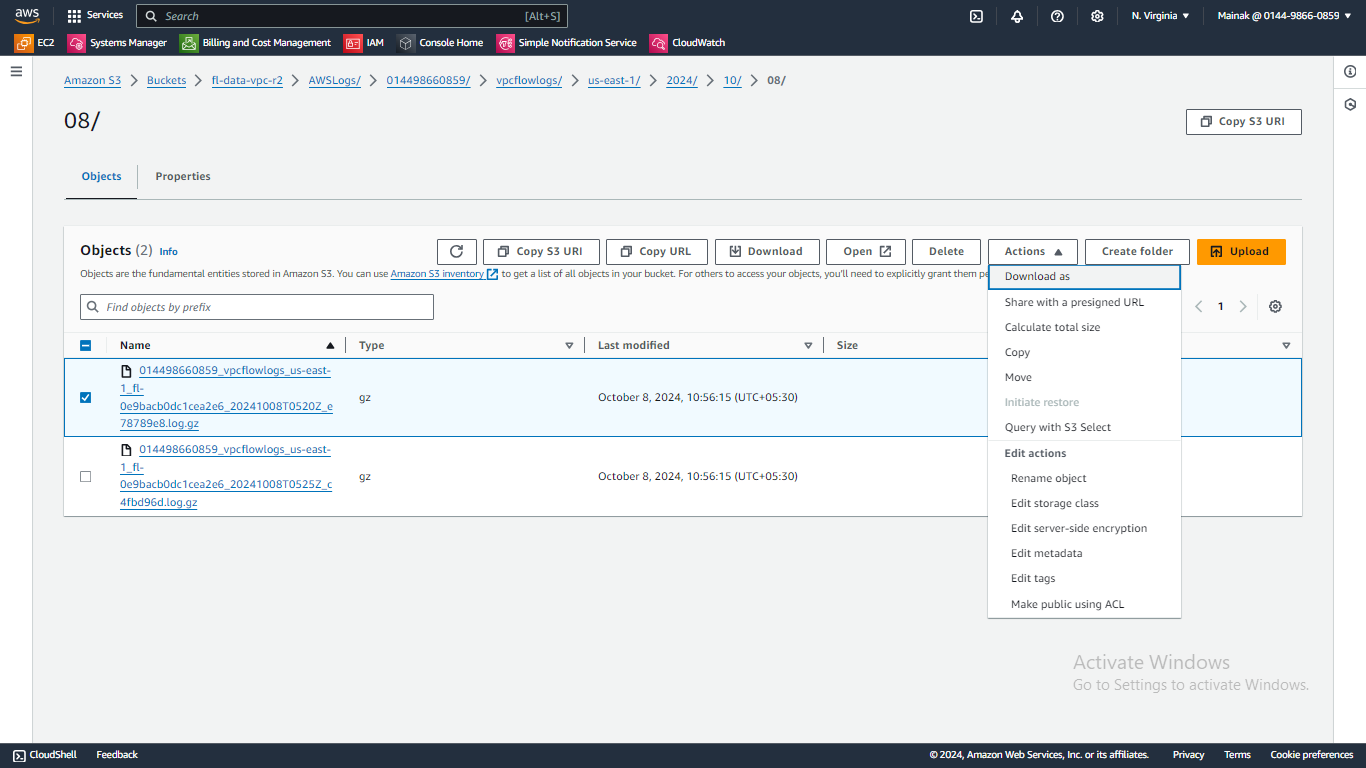 aws
Services
Search
[Alt+S]
N. Virginia
Mainak @ 0144-9866-0859
EC2
Systems Manager
Billing and Cost Management
IAM
Console Home
Simple Notification Service
CloudWatch
Amazon S3
Buckets
fl-data-vpc-r2
AWSLogs/
014498660859/
vpcflowlogs/
us-east-1/
2024/
10/
08/
08/
Copy S3 URI
Objects
Properties
Objects (2)
Info
Copy S3 URI
Copy URL
Download
Open
Delete
Actions
Create folder
Upload
Objects are the fundamental entities stored in Amazon S3. You can use Amazon S3 inventory to get a list of all objects in your bucket. For others to access your objects, you'll need to explicitly grant them pe
Find objects by prefix
1
Name
Type
Last modified
Size
014498660859_vpcflowlogs_us-east-
1_fl-
0e9bacb0dc1cea2e6_20241008T0520Z_e
78789e8.log.gz
gz
October 8, 2024, 10:56:15 (UTC+05:30)
014498660859_vpcflowlogs_us-east-
1_fl-
0e9bacb0dc1cea2e6_20241008T0525Z_c
4fbd96d.log.gz
gz
October 8, 2024, 10:56:15 (UTC+05:30)
Download as
Share with a presigned URL
Calculate total size
Copy
Move
Initiate restore
Query with S3 Select
Edit actions
Rename object
Edit storage class
Edit server-side encryption
Edit metadata
Edit tags
Make public using ACL
Activate Windows
Go to Settings to activate Windows.
CloudShell
Feedback
© 2024, Amazon Web Services, Inc. or its affiliates.
Privacy
Terms
Cookie preferences